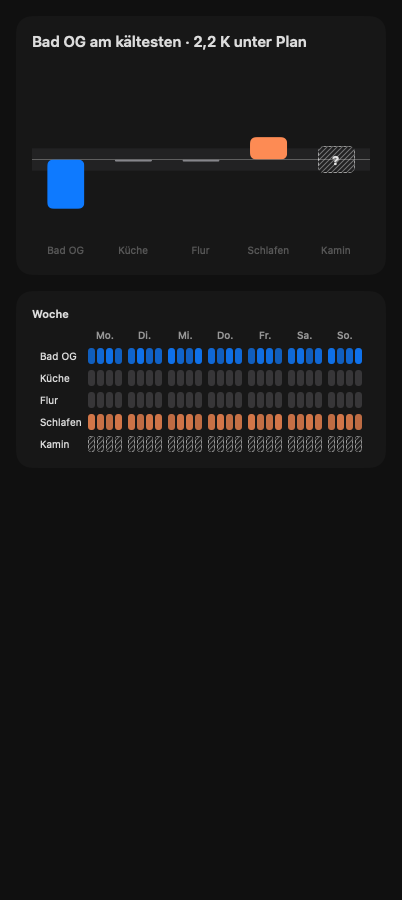 Bad OG am kältesten · 2,2 K unter Plan
?
Bad OG Küche Flur Schlafen Kamin
Woche
Mo. Di. Mi. Do. Fr. Sa. So.
Bad OG
Küche
Flur
Schlafen
Kamin